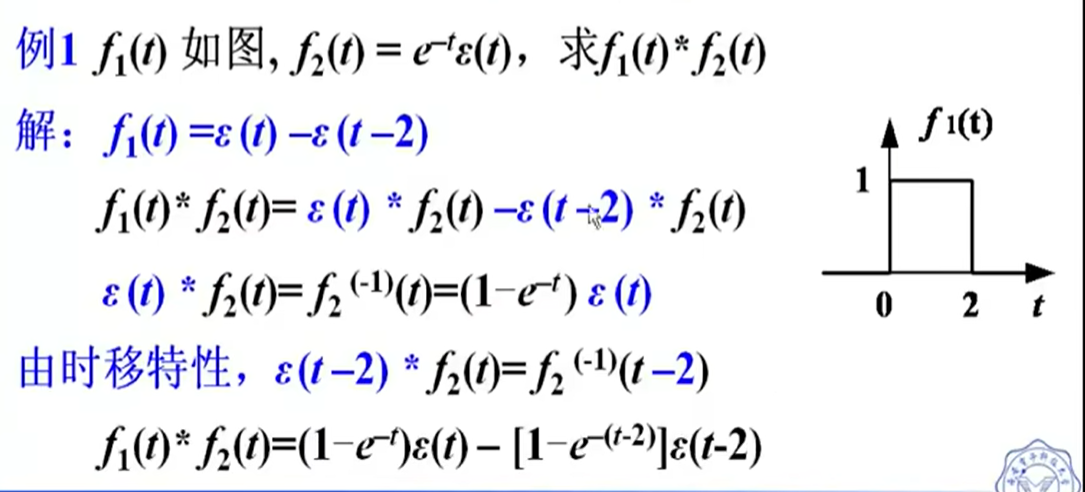 例1 f₁(t) 如图, f₂(t) = e⁻ᵗε(t)，求f₁(t)*f₂(t)
解：f₁(t) =ε(t) –ε(t –2)
f₁(t)* f₂(t)= ε(t) * f₂(t) –ε(t –2) * f₂(t)
ε(t) * f₂(t)= f₂⁽⁻¹⁾(t)=(1–e⁻ᵗ) ε(t)
由时移特性，ε(t –2) * f₂(t)= f₂⁽⁻¹⁾(t –2)
f₁(t)* f₂(t)=(1–e⁻ᵗ)ε(t) – [1–e^–(t-2)]ε(t-2)
f 1(t)
1
0 2 t